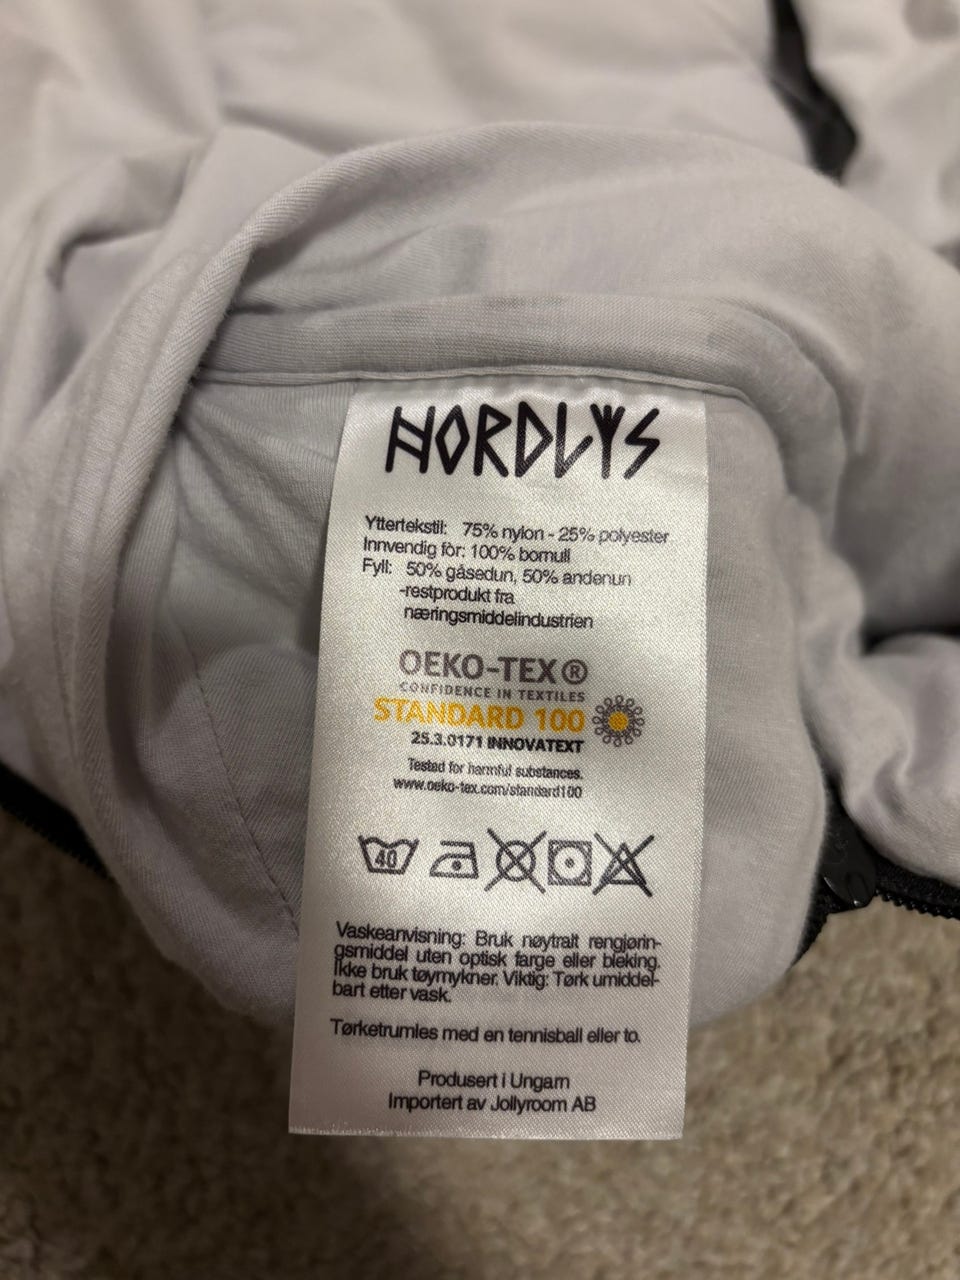 NORDLYS
Yttertekstil: 75% nylon - 25% polyester
Innvendig fòr: 100% bomull
Fyll: 50% gåsedun, 50% andenun
-restprodukt fra
næringsmiddelindustrien
OEKO-TEX®
CONFIDENCE IN TEXTILES
STANDARD 100
25.3.0171 INNOVATEXT
Tested for harmful substances.
www.oeko-tex.com/standard100
40
Vaskeanvisning: Bruk nøytralt rengjørin-
gsmiddel uten optisk farge eller bleking.
Ikke bruk tøymykner. Viktig: Tørk umiddel-
bart etter vask.
Tørketrumles med en tennisball eller to.
Produsert i Ungarn
Importert av Jollyroom AB